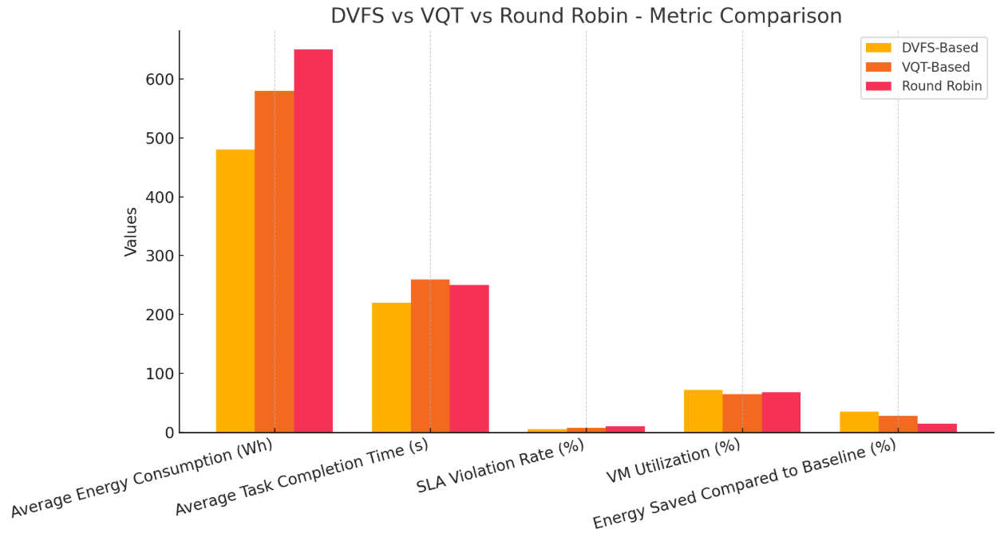 DVFS vs VQT vs Round Robin - Metric Comparison
DVFS-Based
VQT-Based
Round Robin
Values
600
500
400
300
200
100
0
Average Energy Consumption (Wh)
Average Task Completion Time (s)
SLA Violation Rate (%)
VM Utilization (%)
Energy Saved Compared to Baseline (%)